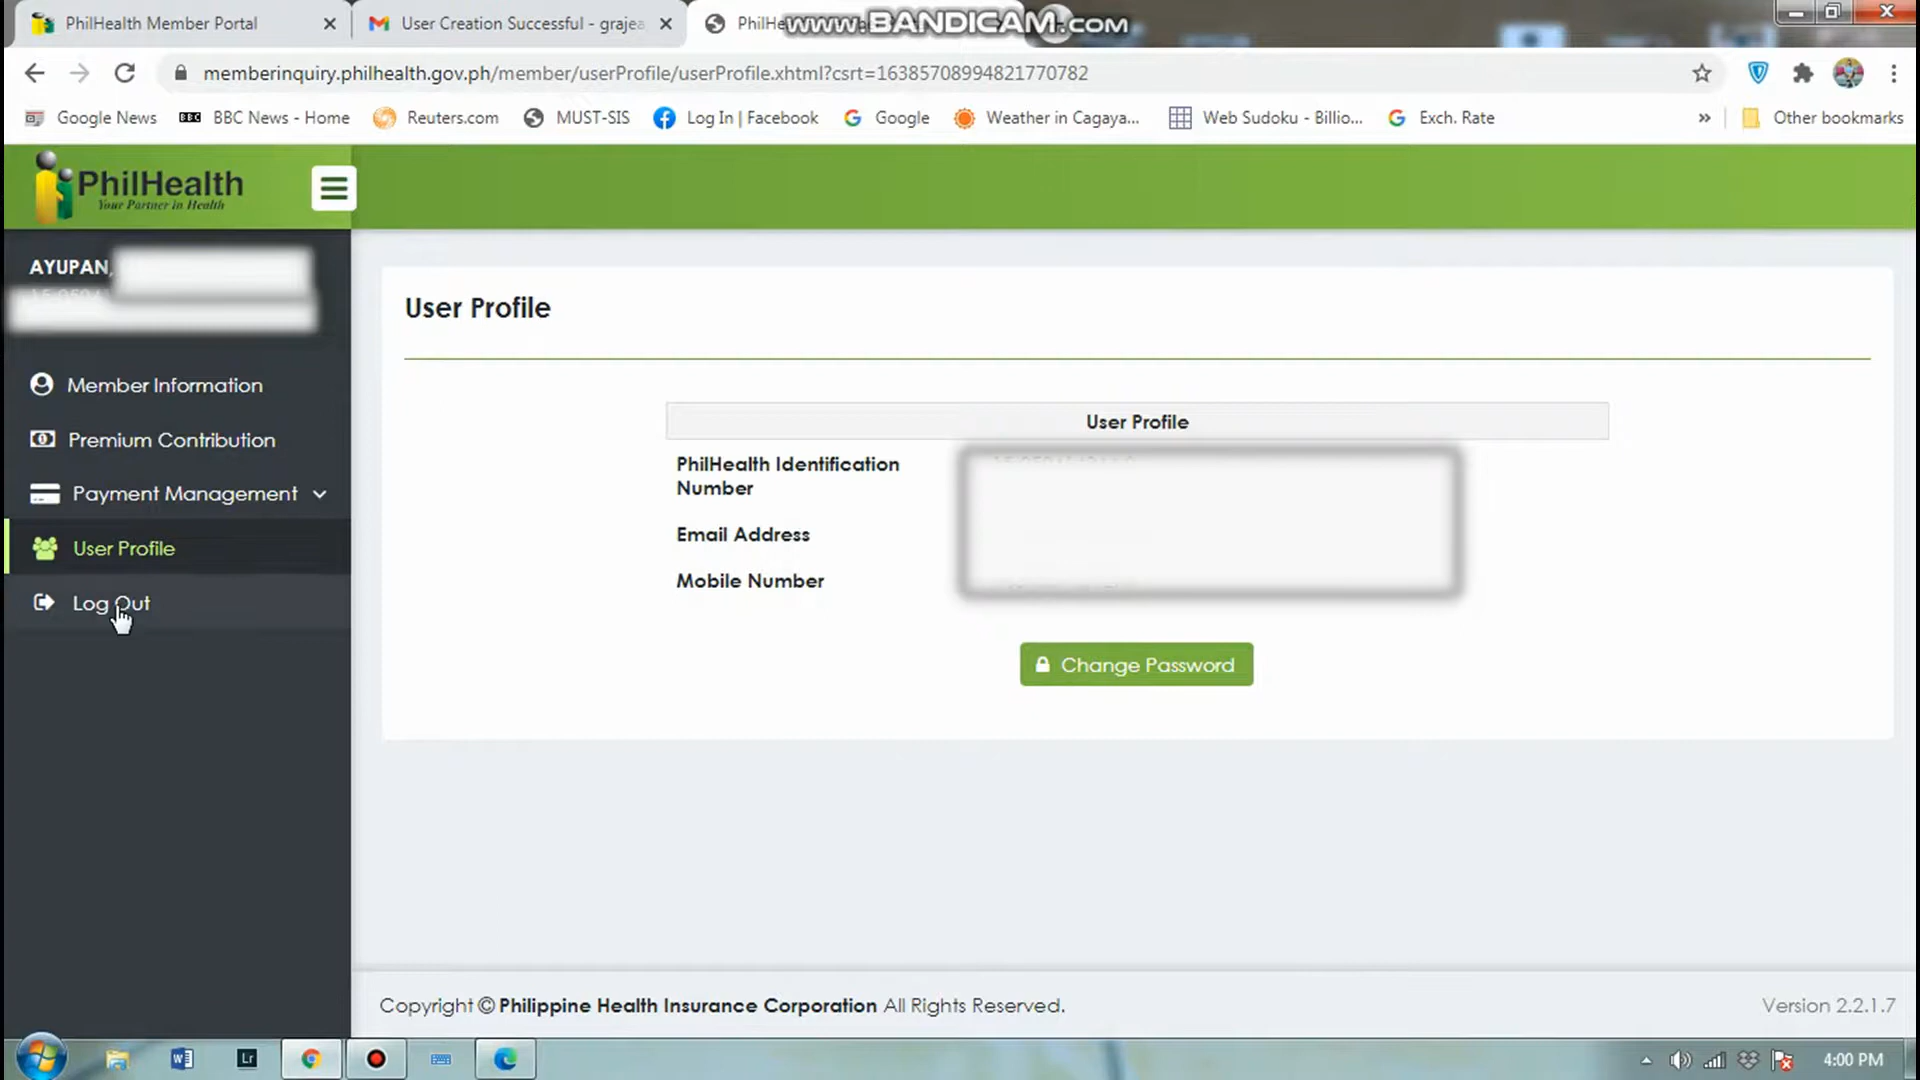 PhilHealth Member Portal
User Creation Successful - graje
PhilHe
www.BANDICAM.com
memberinquiry.philhealth.gov.ph/member/userProfile/userProfile.xhtml?csrt=16385708994821770782
Google News
BBC News - Home
Reuters.com
MUST-SIS
Log In | Facebook
Google
Weather in Cagaya...
Web Sudoku - Billio...
Exch. Rate
»
Other bookmarks
PhilHealth
Your Partner in Health
AYUPAN,
User Profile
Member Information
Premium Contribution
Payment Management
User Profile
Log Out
User Profile
PhilHealth Identification
Number
Email Address
Mobile Number
Change Password
Copyright © Philippine Health Insurance Corporation All Rights Reserved.
Version 2.2.1.7
Lr
4:00 PM